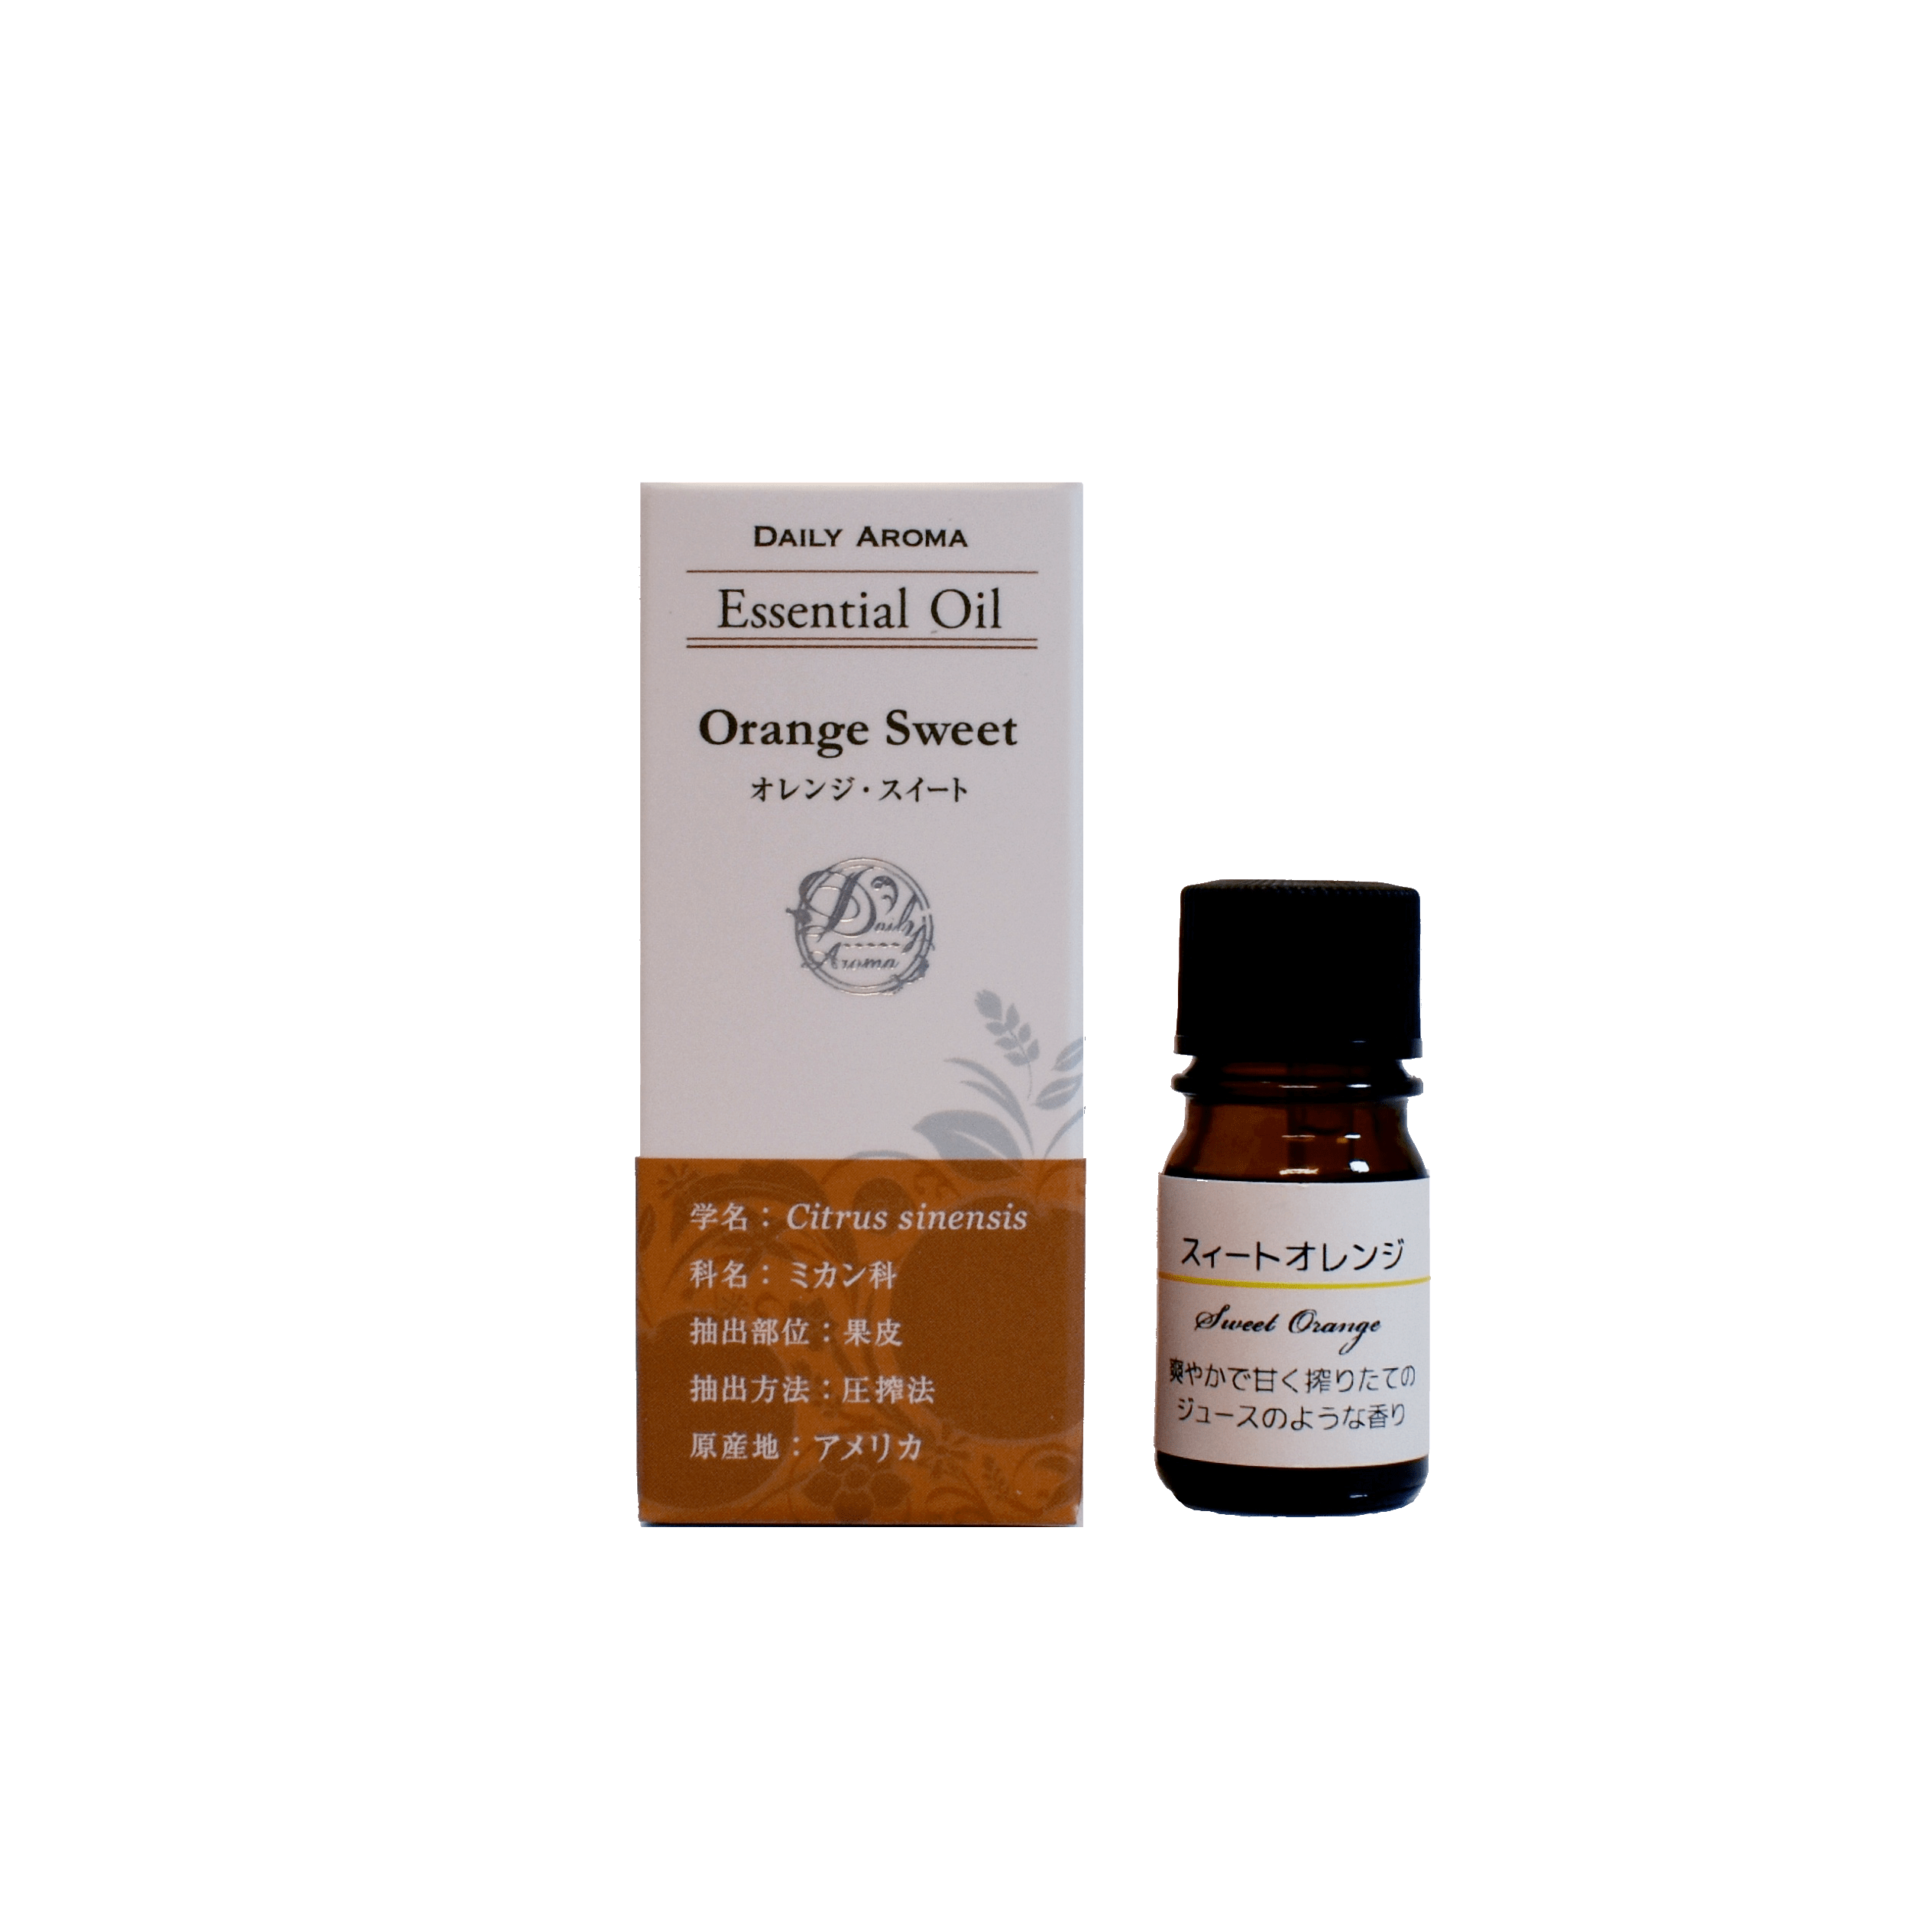 DAILY AROMA
Essential Oil
Orange Sweet
オレンジ・スイート
Daily
Aroma
学名：Citrus sinensis
科名：ミカン科
抽出部位：果皮
抽出方法：圧搾法
原産地：アメリカ
スィートオレンジ
Sweet Orange
爽やかで甘く搾りたての
ジュースのような香り